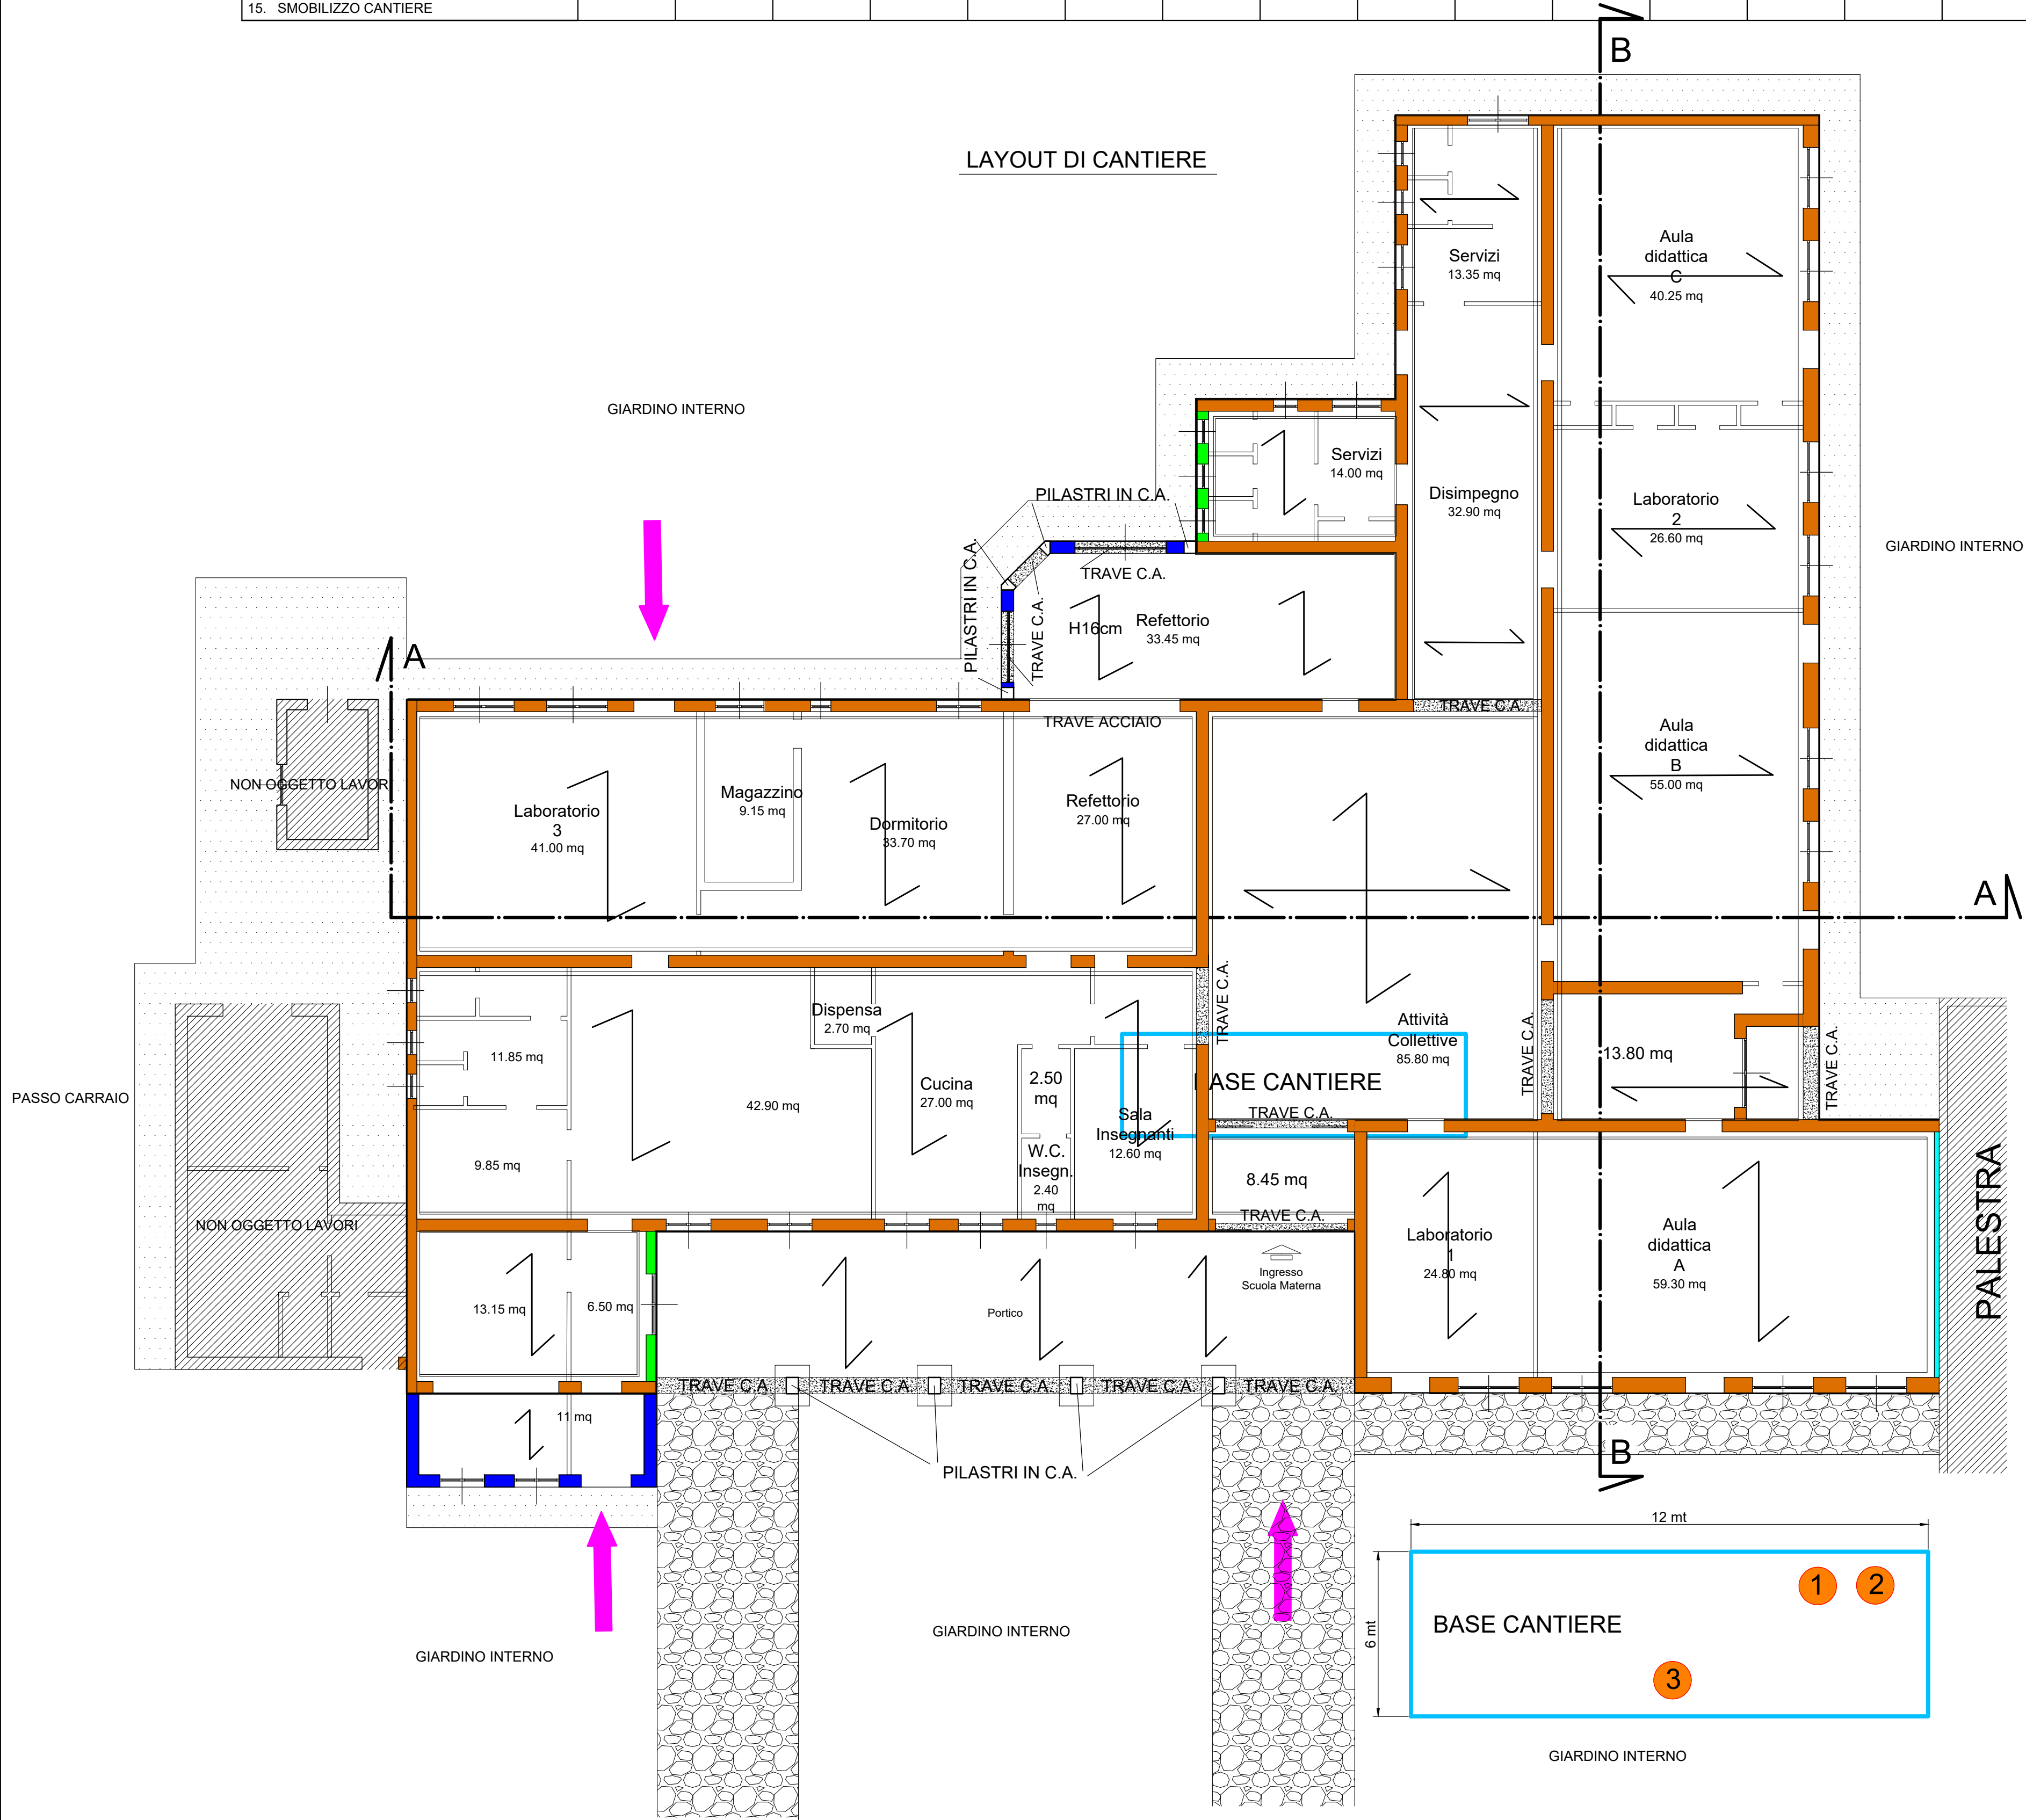 15. SMOBILIZZO CANTIERE
B
LAYOUT DI CANTIERE
Servizi
13.35 mq
Aula
didattica
C
40.25 mq
GIARDINO INTERNO
Servizi
14.00 mq
PILASTRI IN C.A.
Disimpegno
32.90 mq
Laboratorio
2
26.60 mq
GIARDINO INTERNO
PILASTRI IN C.A.
TRAVE C.A.
TRAVE C.A.
H16cm
Refettorio
33.45 mq
A
TRAVE ACCIAIO
TRAVE C.A.
NON OGGETTO LAVORI
Laboratorio
3
41.00 mq
Magazzino
9.15 mq
Dormitorio
33.70 mq
Refettorio
27.00 mq
Aula
didattica
B
55.00 mq
A
TRAVE C.A.
Dispensa
2.70 mq
Attività
Collettive
85.80 mq
TRAVE C.A.
13.80 mq
TRAVE C.A.
PASSO CARRAIO
11.85 mq
42.90 mq
Cucina
27.00 mq
2.50
mq
BASE CANTIERE
TRAVE C.A.
Sala
Insegnanti
12.60 mq
9.85 mq
W.C.
Insegn.
2.40
mq
8.45 mq
TRAVE C.A.
NON OGGETTO LAVORI
Laboratorio
1
24.80 mq
Aula
didattica
A
59.30 mq
PALESTRA
Ingresso
Scuola Materna
13.15 mq
6.50 mq
Portico
TRAVE C.A.
TRAVE C.A.
TRAVE C.A.
TRAVE C.A.
TRAVE C.A.
11 mq
PILASTRI IN C.A.
B
12 mt
6 mt
1
2
BASE CANTIERE
3
GIARDINO INTERNO
GIARDINO INTERNO
GIARDINO INTERNO